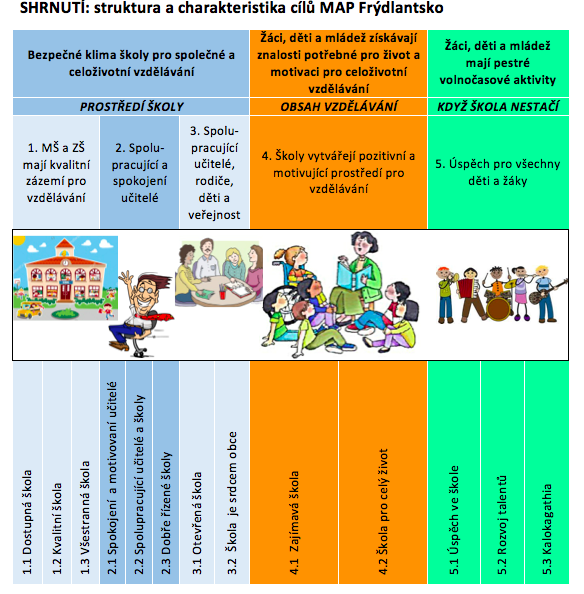 SHRNUTÍ: struktura a charakteristika cílů MAP Frýdlantsko
Bezpečné klima školy pro společné a
celoživotní vzdělávání
Žáci, děti a mládež získávají
znalosti potřebné pro život a
motivaci pro celoživotní
vzdělávání
Žáci, děti a mládež
mají pestré
volnočasové aktivity
PROSTŘEDÍ ŠKOLY
OBSAH VZDĚLÁVÁNÍ
KDYŽ ŠKOLA NESTAČÍ
1. MŠ a ZŠ
mají kvalitní
zázemí pro
vzdělávání
2. Spolu-
pracující a
spokojení
učitelé
3. Spolu-
pracující
učitelé,
rodiče,
děti a
veřejnost
4. Školy vytvářejí pozitivní a
motivující prostředí pro
vzdělávání
5. Úspěch pro všechny
děti a žáky
1.1 Dostupná škola
1.2 Kvalitní škola
1.3 Všestranná škola
2.1 Spokojení a motivovaní učitelé
2.2 Spolupracující učitelé a školy
2.3 Dobře řízené školy
3.1 Otevřená škola
3.2 Škola je srdcem obce
4.1 Zajímavá škola
4.2 Škola pro celý život
5.1 Úspěch ve škole
5.2 Rozvoj talentů
5.3 Kalokagathia